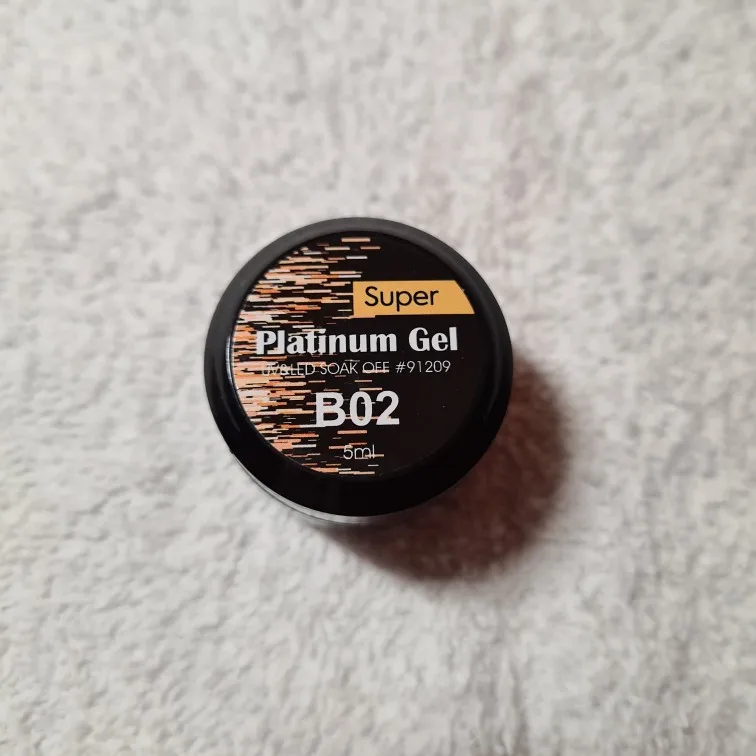 Super
Platinum Gel
UV&LED SOAK OFF #91209
B02
5ml